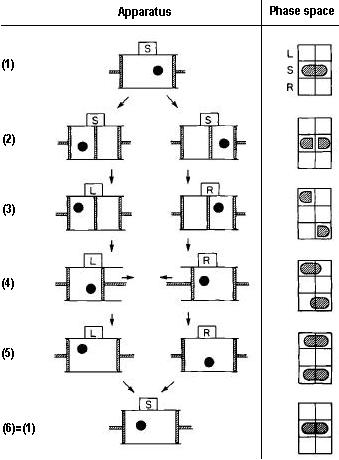 Apparatus Phase space
(1) S L
S
R
(2) S S
(3) L R
(4) L R
(5) L R
S
(6)=(1)